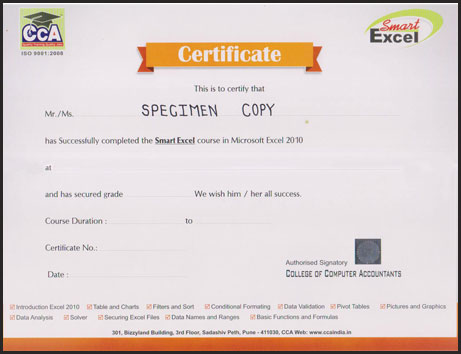 CCA
ISO 9001:2008
Smart
Excel
Certificate
This is to certify that
Mr./Ms. SPECIMEN COPY
has Successfully completed the Smart Excel course in Microsoft Excel 2010
at
and has secured grade We wish him / her all success.
Course Duration : to
Certificate No.:
Date :
Authorised Signatory
COLLEGE OF COMPUTER ACCOUNTANTS
Introduction Excel 2010 Table and Charts Filters and Sort Conditional Formating Data Validation Pivot Tables Pictures and Graphics
Data Analysis Solver Securing Excel Files Data Names and Ranges Basic Functions and Formulas
301, Bizzyland Building, 3rd Floor, Sadashiv Peth, Pune - 411030, CCA Web: www.ccaindia.in